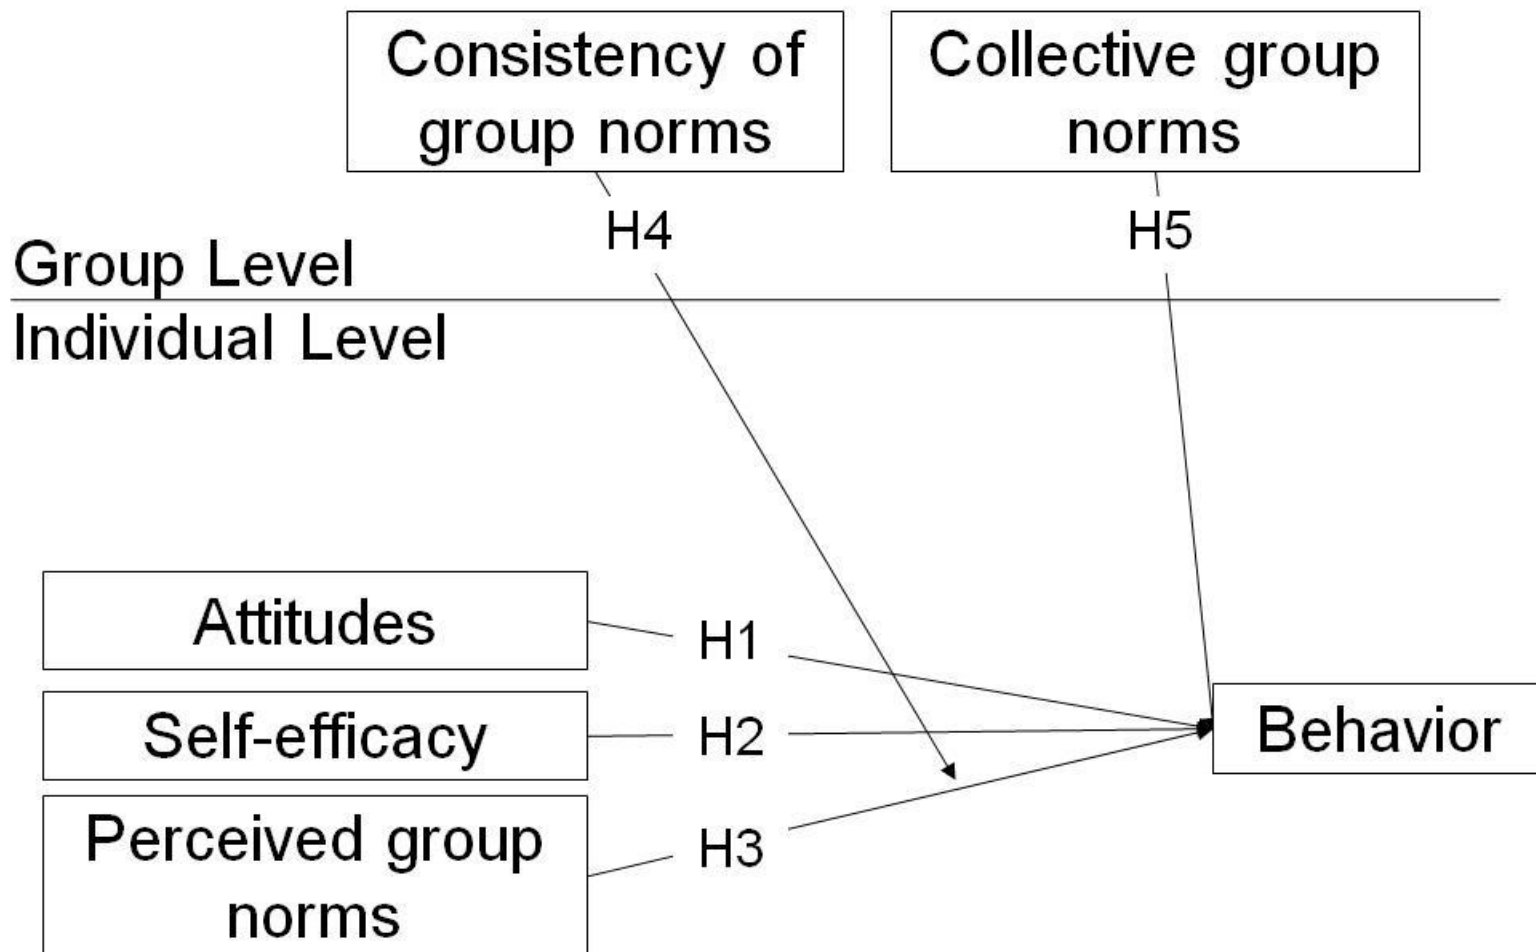 Consistency of
group norms
Collective group
norms
H4
H5
Group Level
Individual Level
Attitudes
H1
Self-efficacy
H2
Behavior
Perceived group
norms
H3